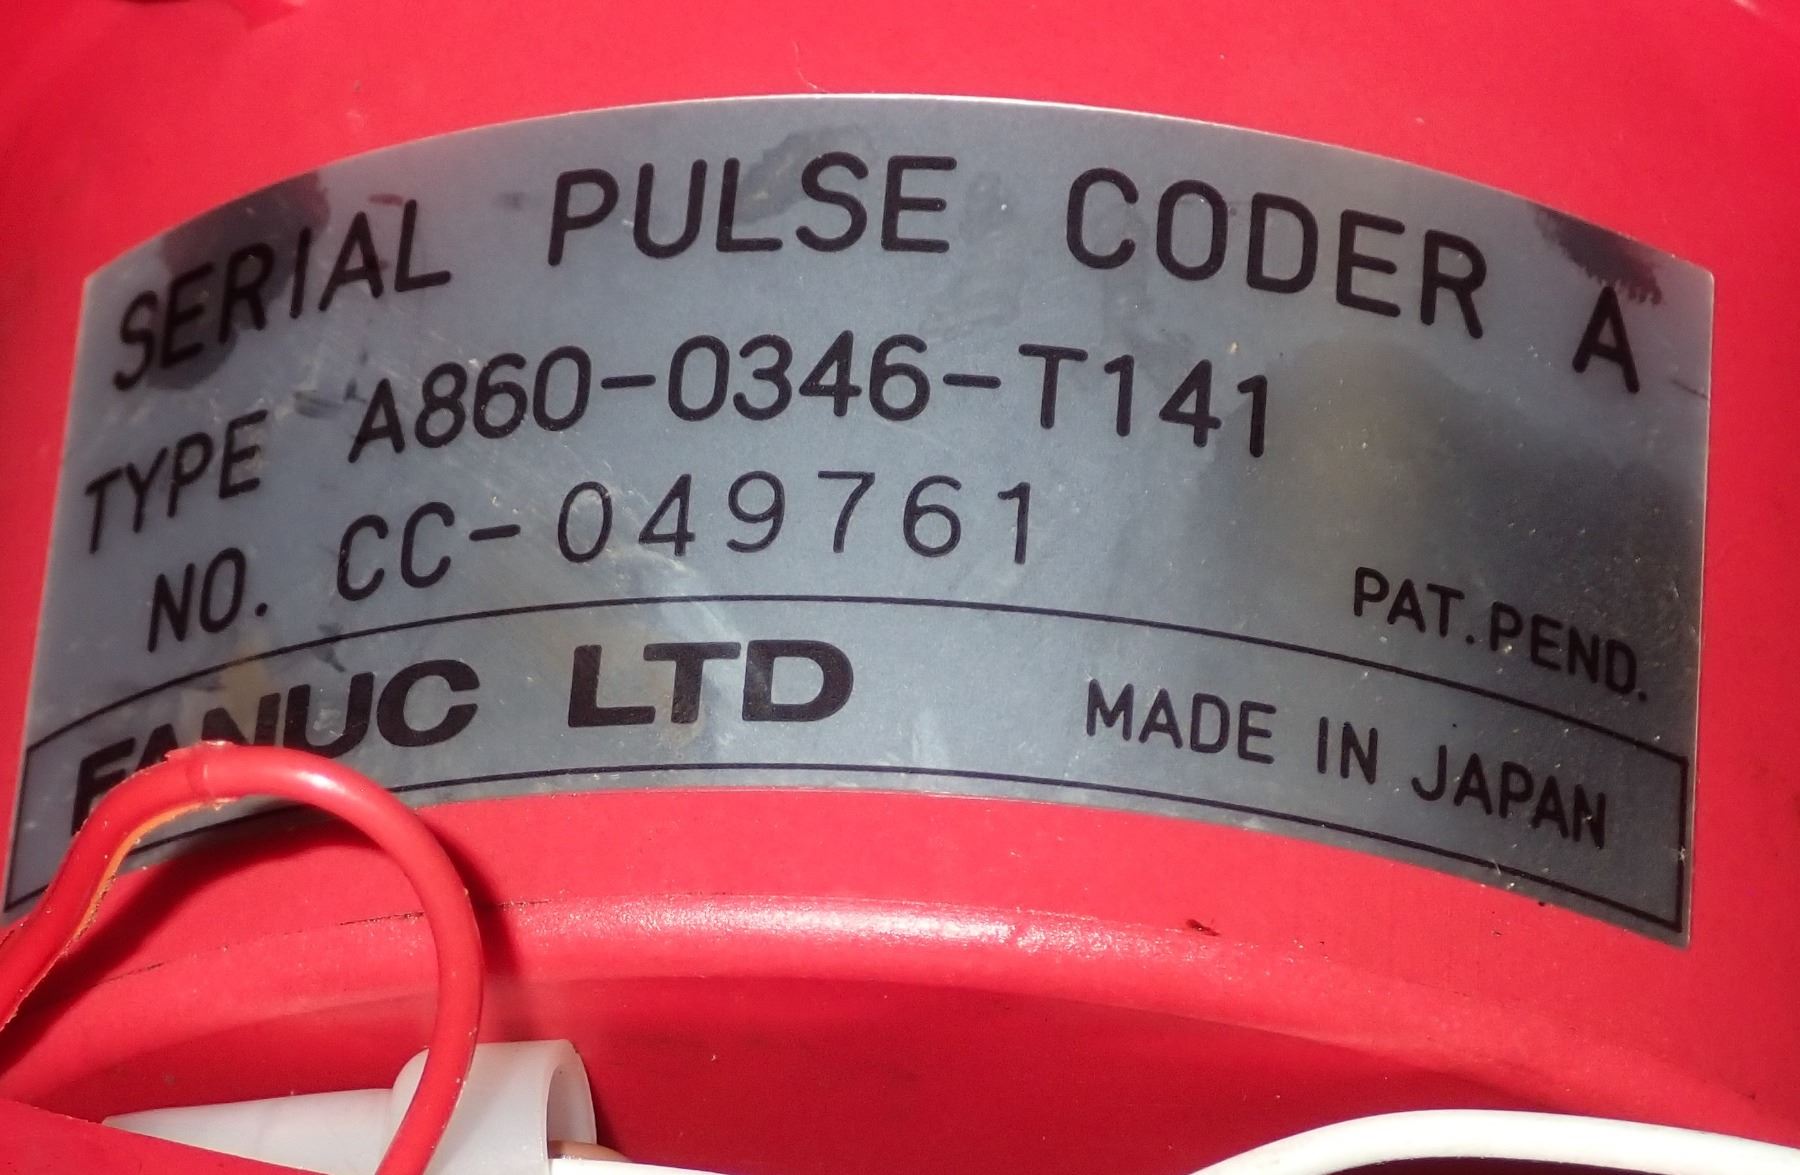 SERIAL PULSE CODER A
TYPE A860-0346-T141
NO. CC-049761
PAT. PEND.
FANUC LTD MADE IN JAPAN